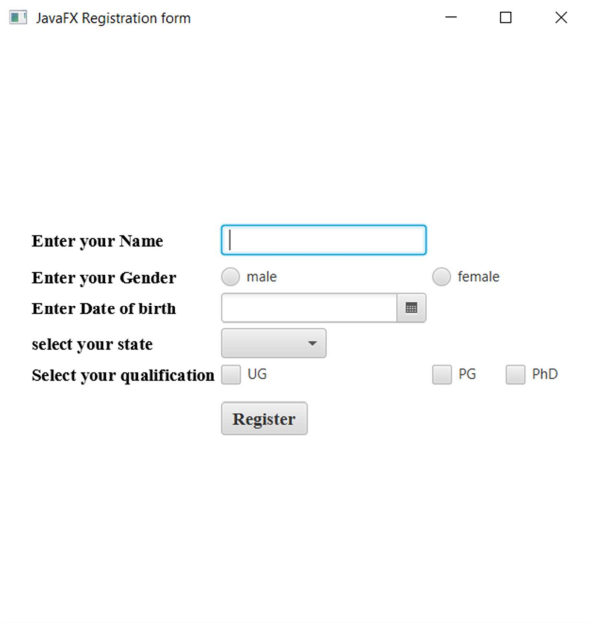 JavaFX Registration form
Enter your Name
Enter your Gender male female
Enter Date of birth
select your state
Select your qualification UG PG PhD
Register